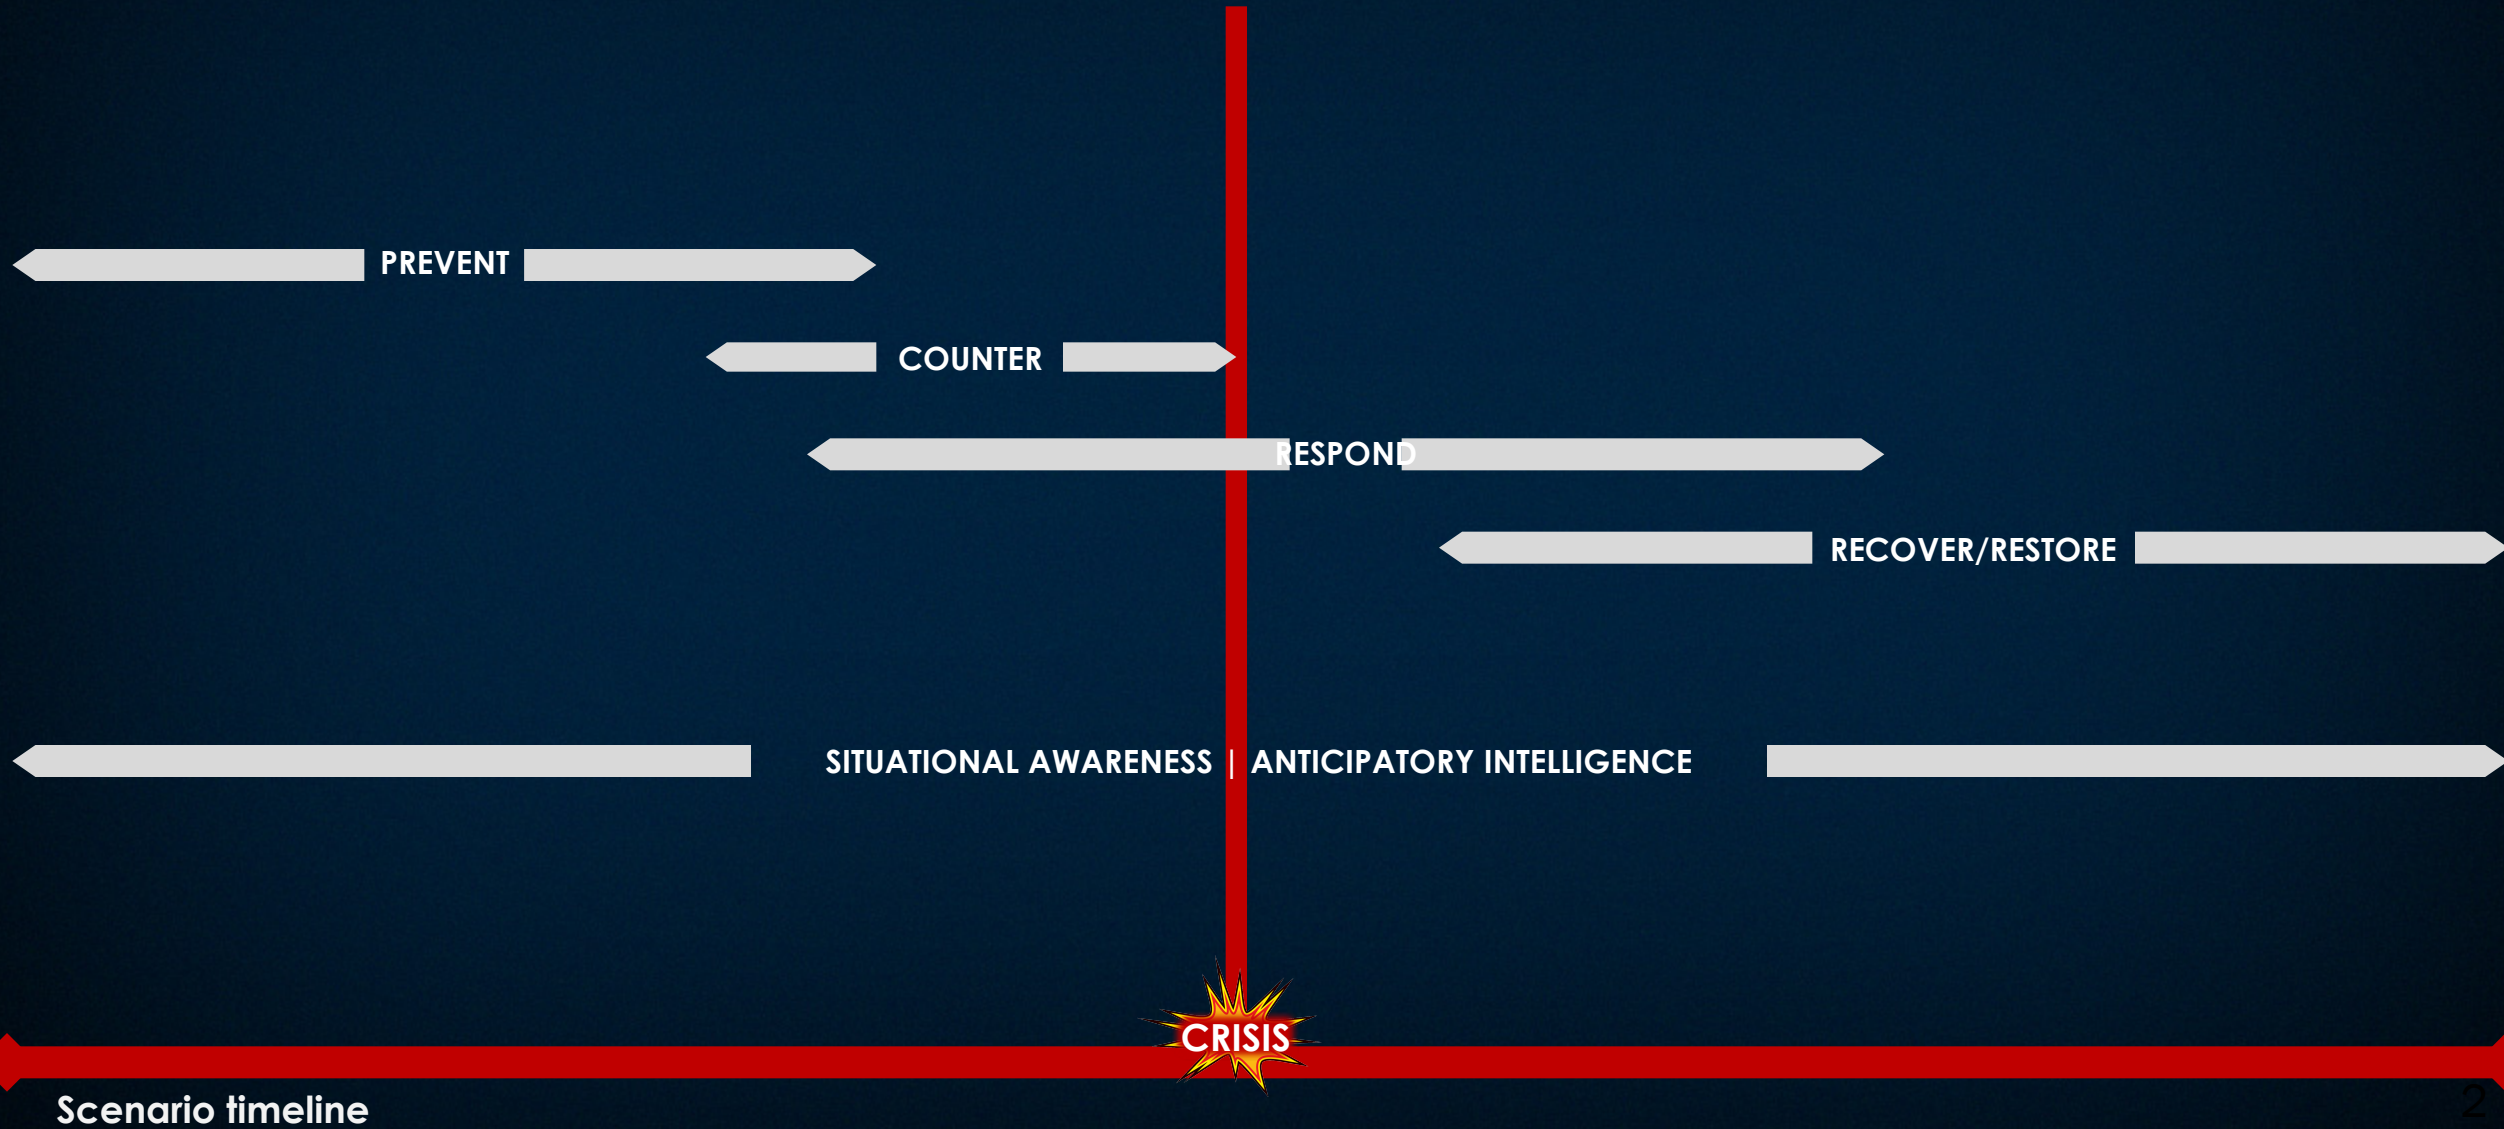 PREVENT
COUNTER
RESPOND
RECOVER/RESTORE
SITUATIONAL AWARENESS | ANTICIPATORY INTELLIGENCE
CRISIS
Scenario timeline
2